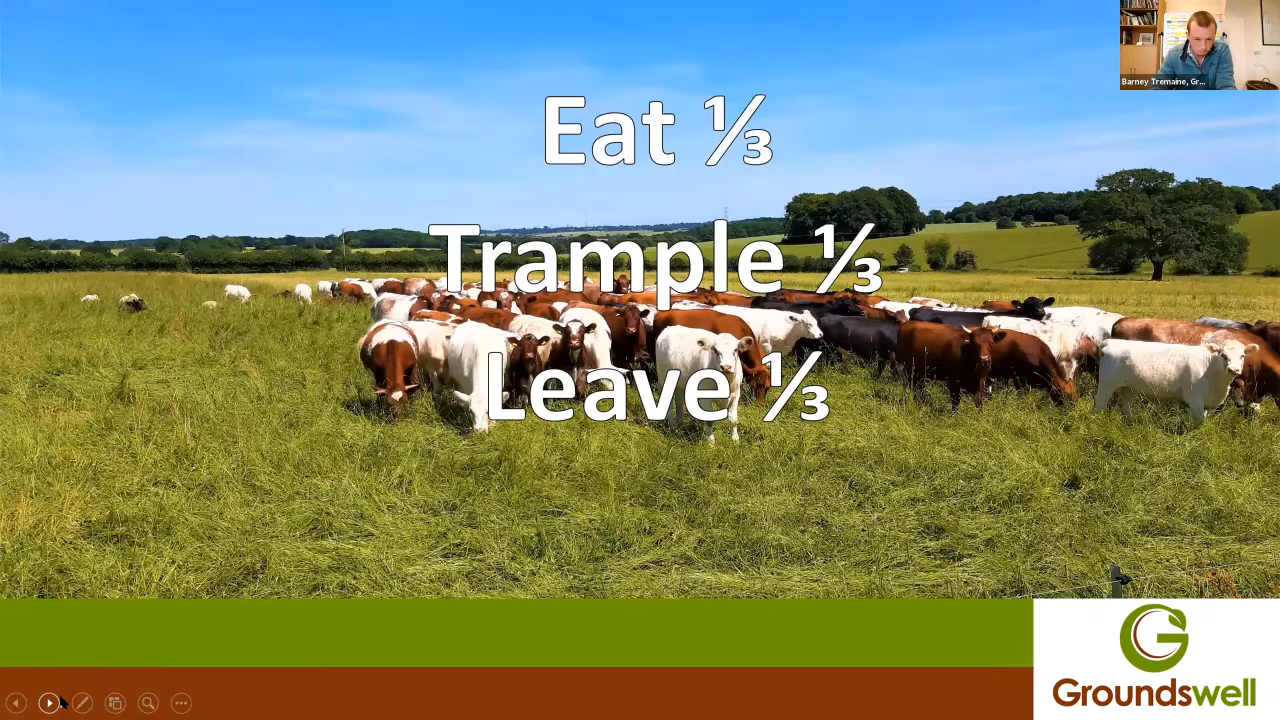 Barney Tremaine, Gr...
Eat ⅓
Trample ⅓
Leave ⅓
G
Groundswell